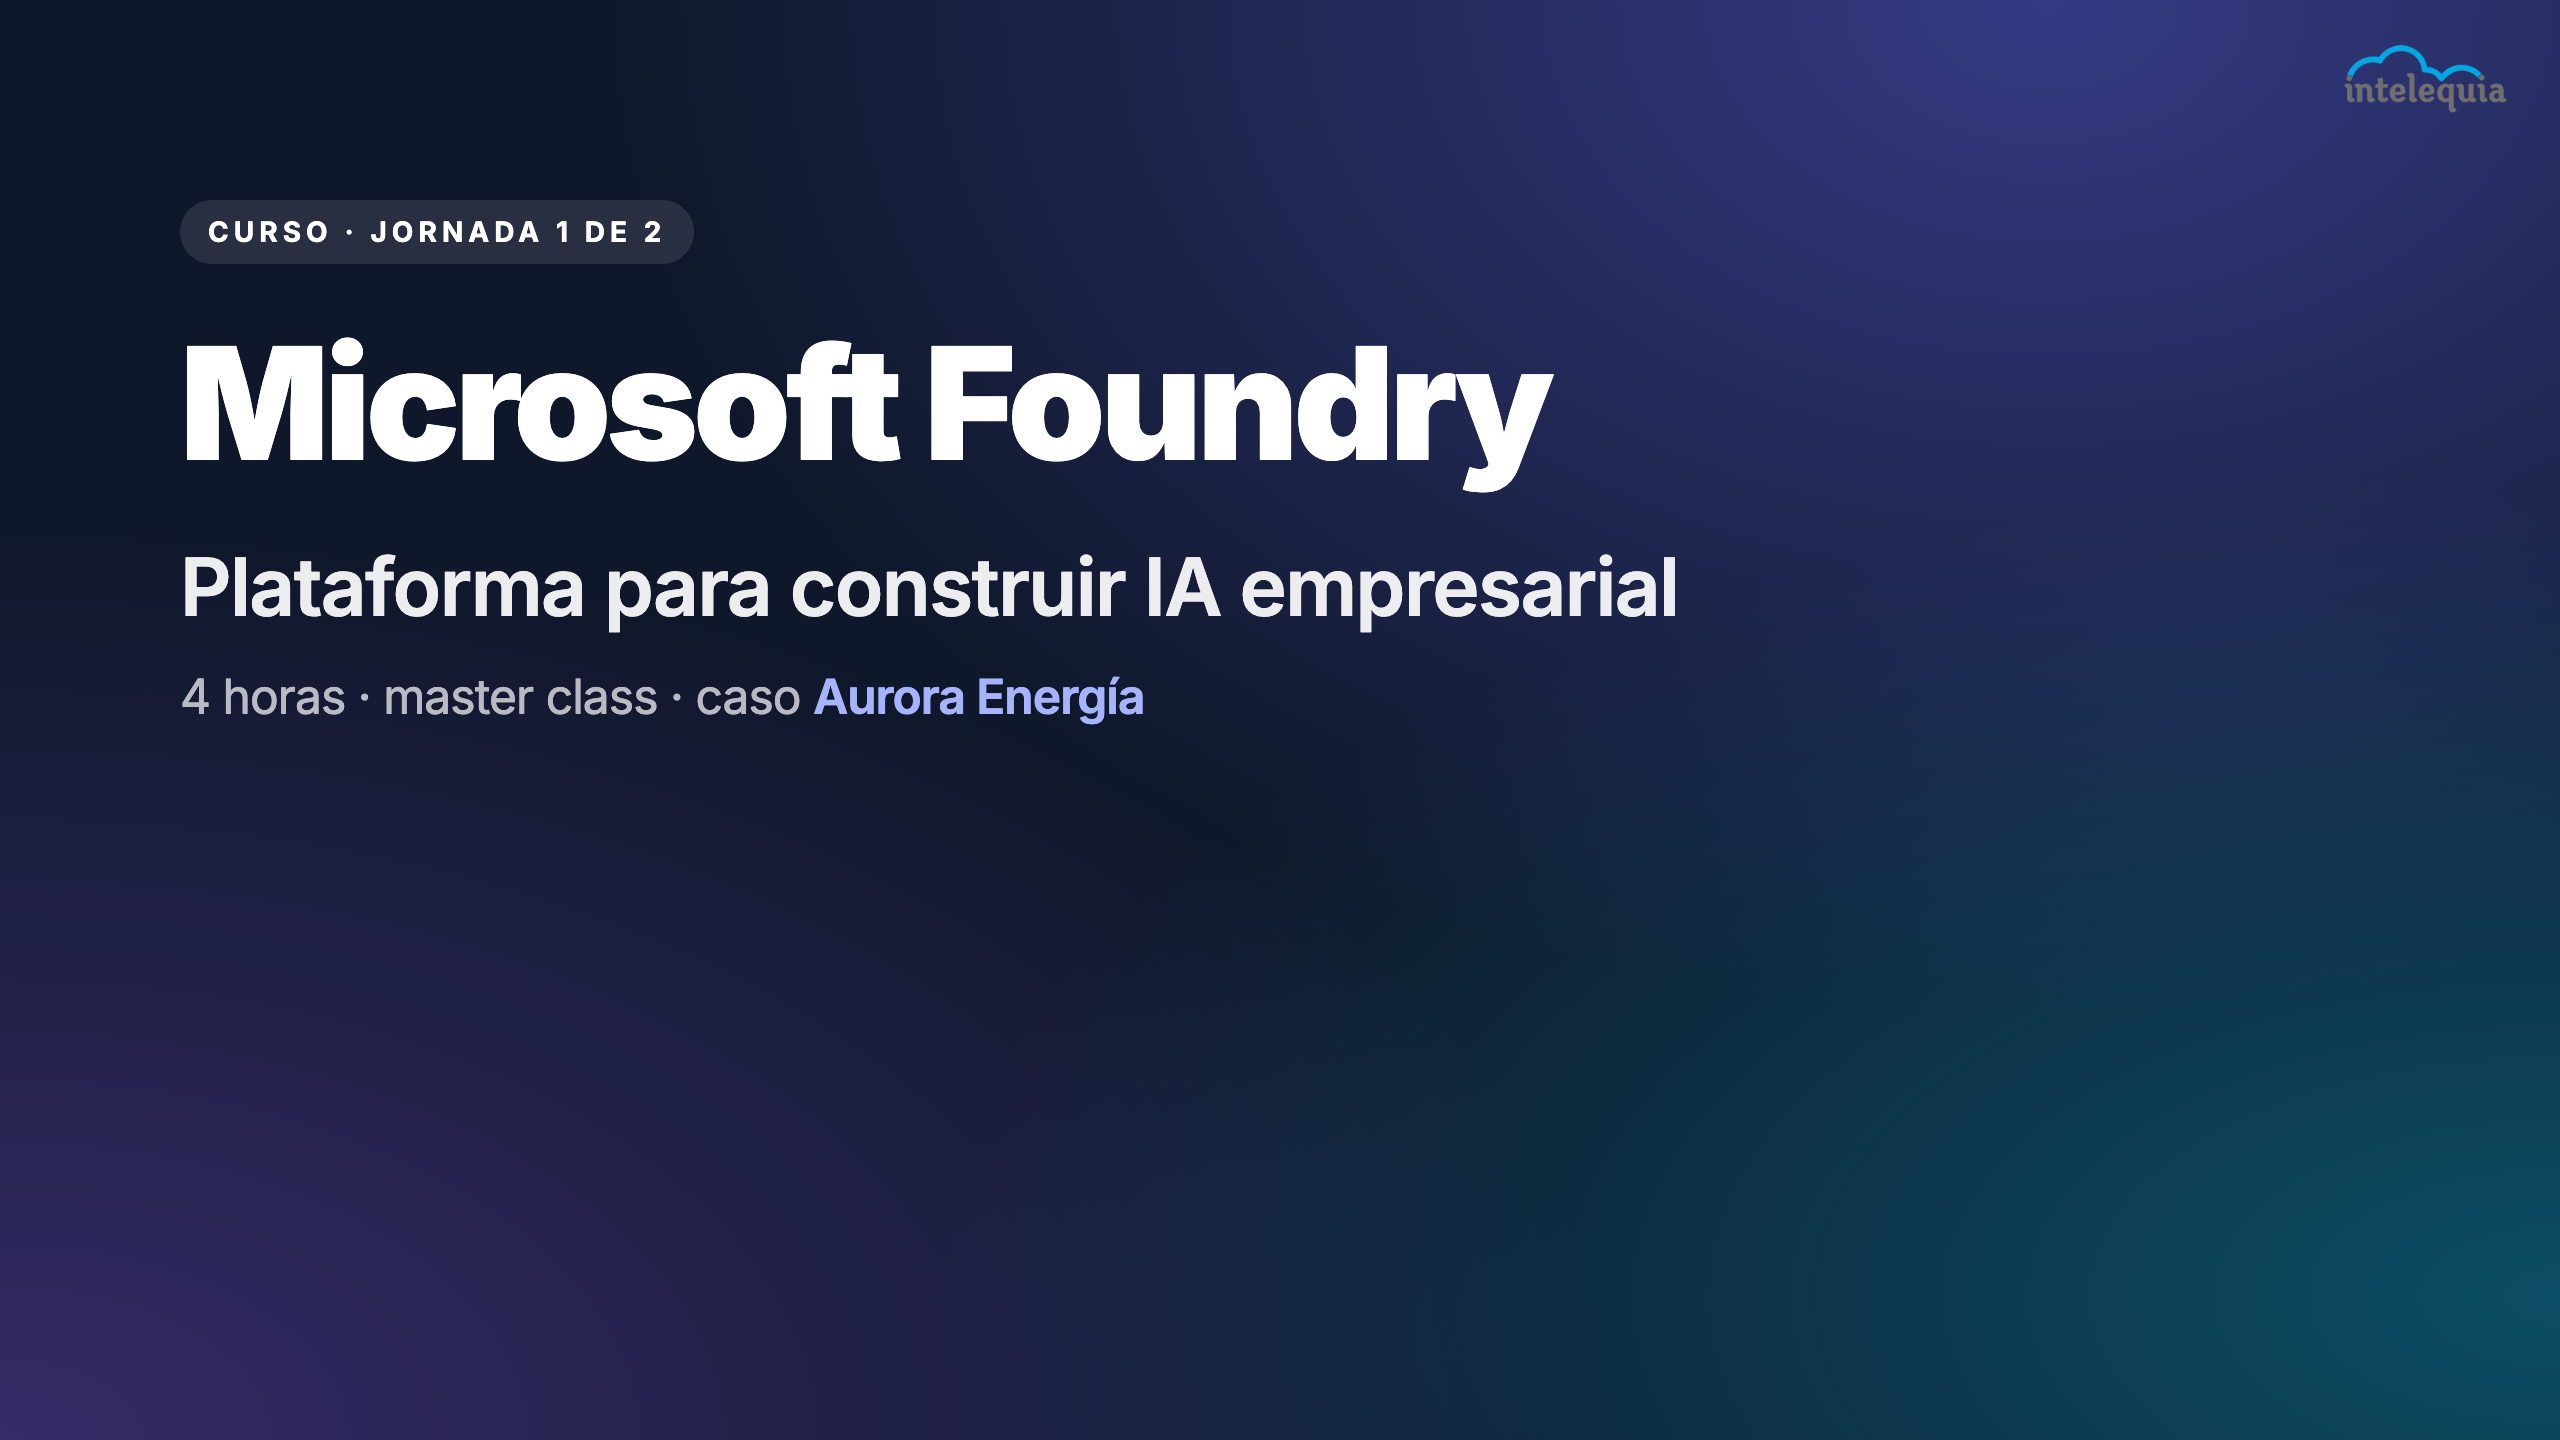 intelequia
CURSO · JORNADA 1 DE 2
Microsoft Foundry
Plataforma para construir IA empresarial
4 horas · master class · caso Aurora Energía